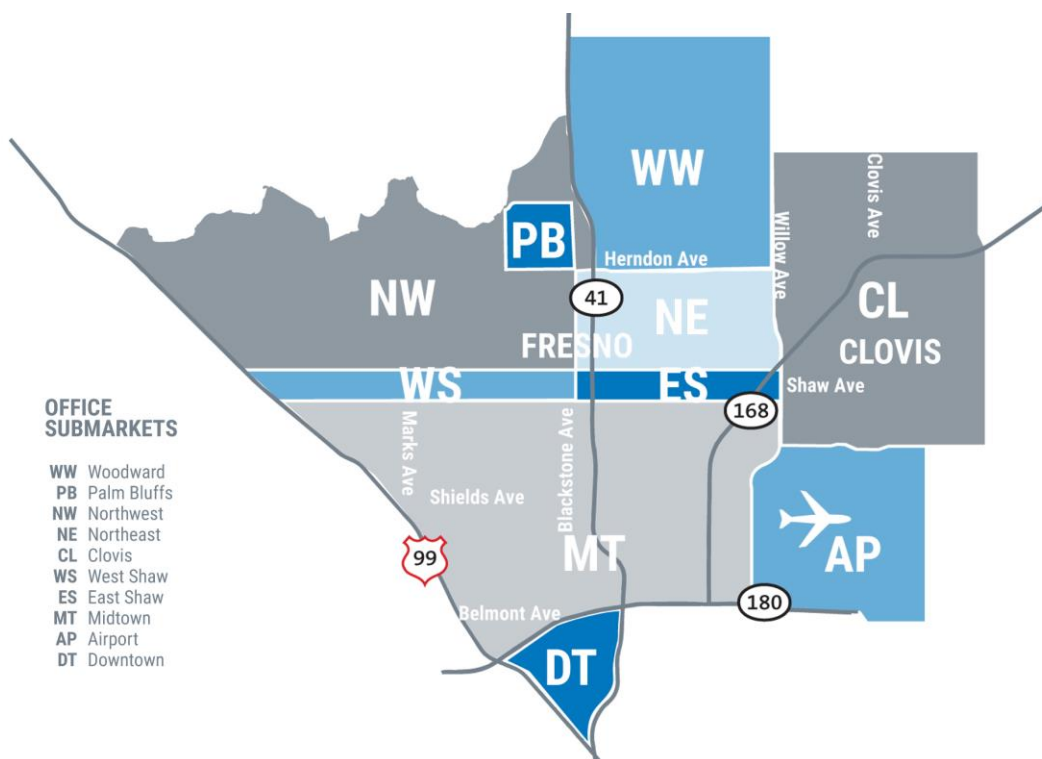 WW
Clovis Ave
PB
Willow Ave
Herndon Ave
NW
41
NE
CL
FRESNO
CLOVIS
WS
ES
Shaw Ave
168
OFFICE
SUBMARKETS
WW Woodward
PB Palm Bluffs
NW Northwest
NE Northeast
CL Clovis
WS West Shaw
ES East Shaw
MT Midtown
AP Airport
DT Downtown
Marks Ave
Blackstone Ave
Shields Ave
99
MT
AP
180
Belmont Ave
DT